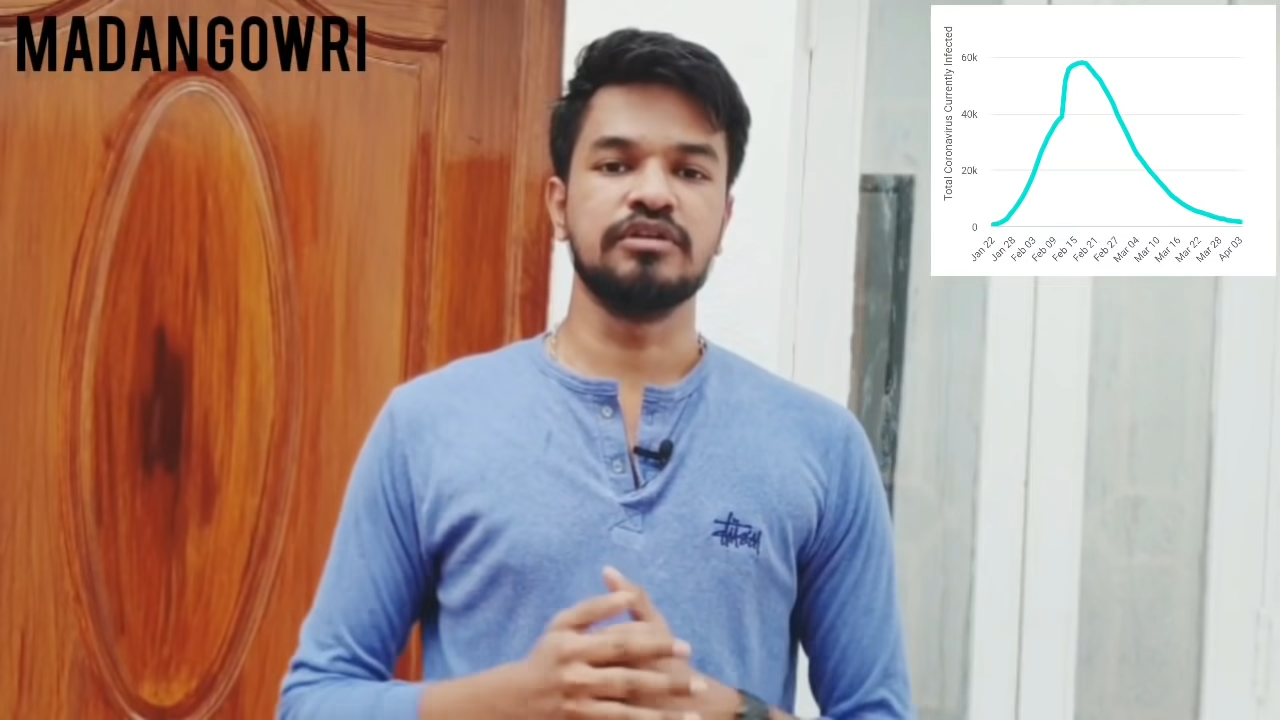 MADANGOWRI
Total Coronavirus Currently Infected
60k
40k
20k
0
Jan 22
Jan 28
Feb 03
Feb 09
Feb 15
Feb 21
Feb 27
Mar 04
Mar 10
Mar 16
Mar 22
Mar 28
Apr 03